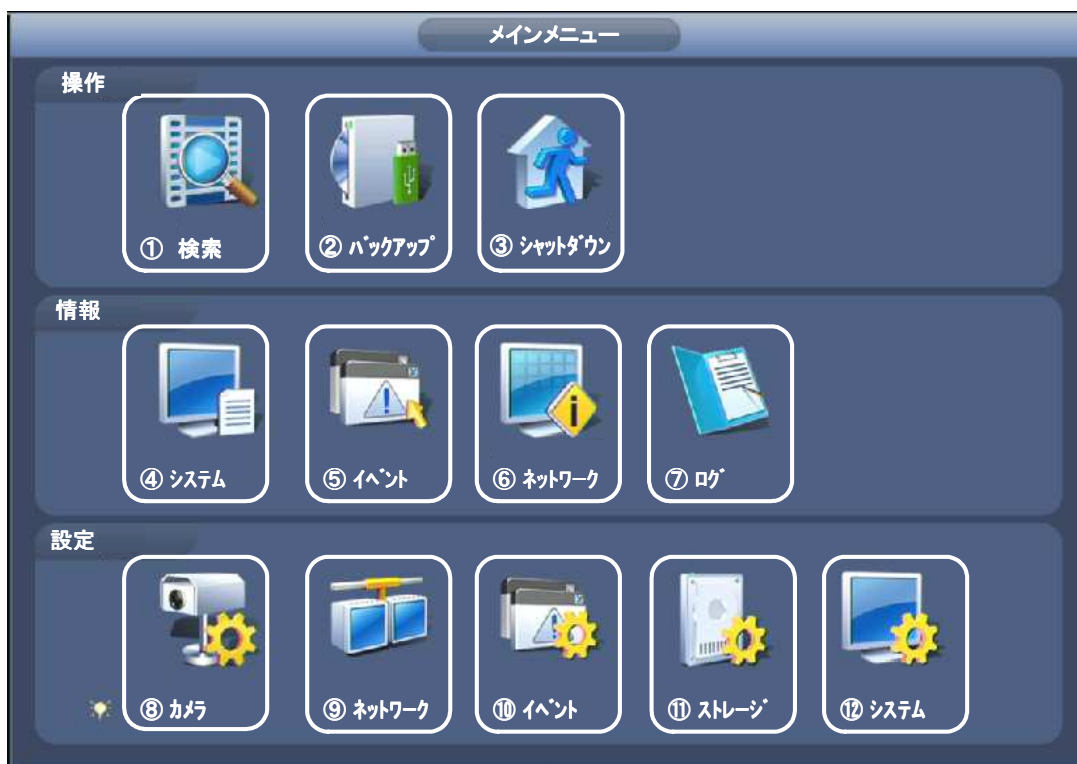 メインメニュー
操作
① 検索
② バックアップ
③ シャットダウン
情報
④ システム
⑤ イベント
⑥ ネットワーク
⑦ ログ
設定
⑧ カメラ
⑨ ネットワーク
⑩ イベント
⑪ ストレージ
⑫ システム